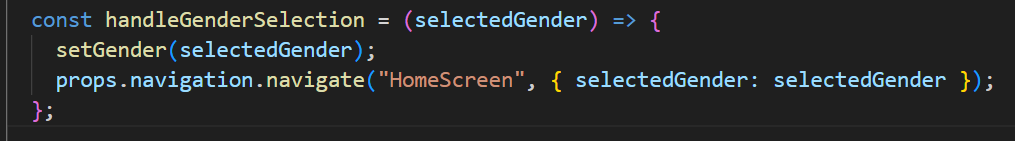 const handleGenderSelection = (selectedGender) => {
  setGender(selectedGender);
  props.navigation.navigate("HomeScreen", { selectedGender: selectedGender });
};